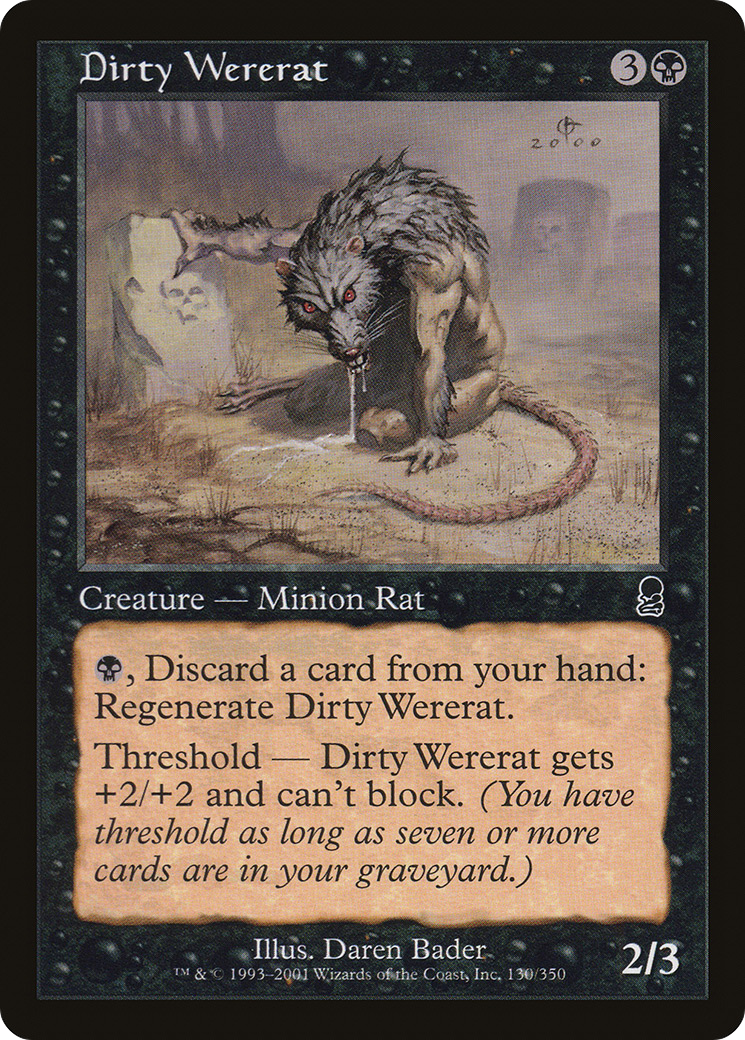 Dirty Wererat
3
2000
Creature — Minion Rat
, Discard a card from your hand:
Regenerate Dirty Wererat.
Threshold — Dirty Wererat gets
+2/+2 and can't block. (You have
threshold as long as seven or more
cards are in your graveyard.)
Illus. Daren Bader
2/3
™ & © 1993–2001 Wizards of the Coast, Inc. 130/350